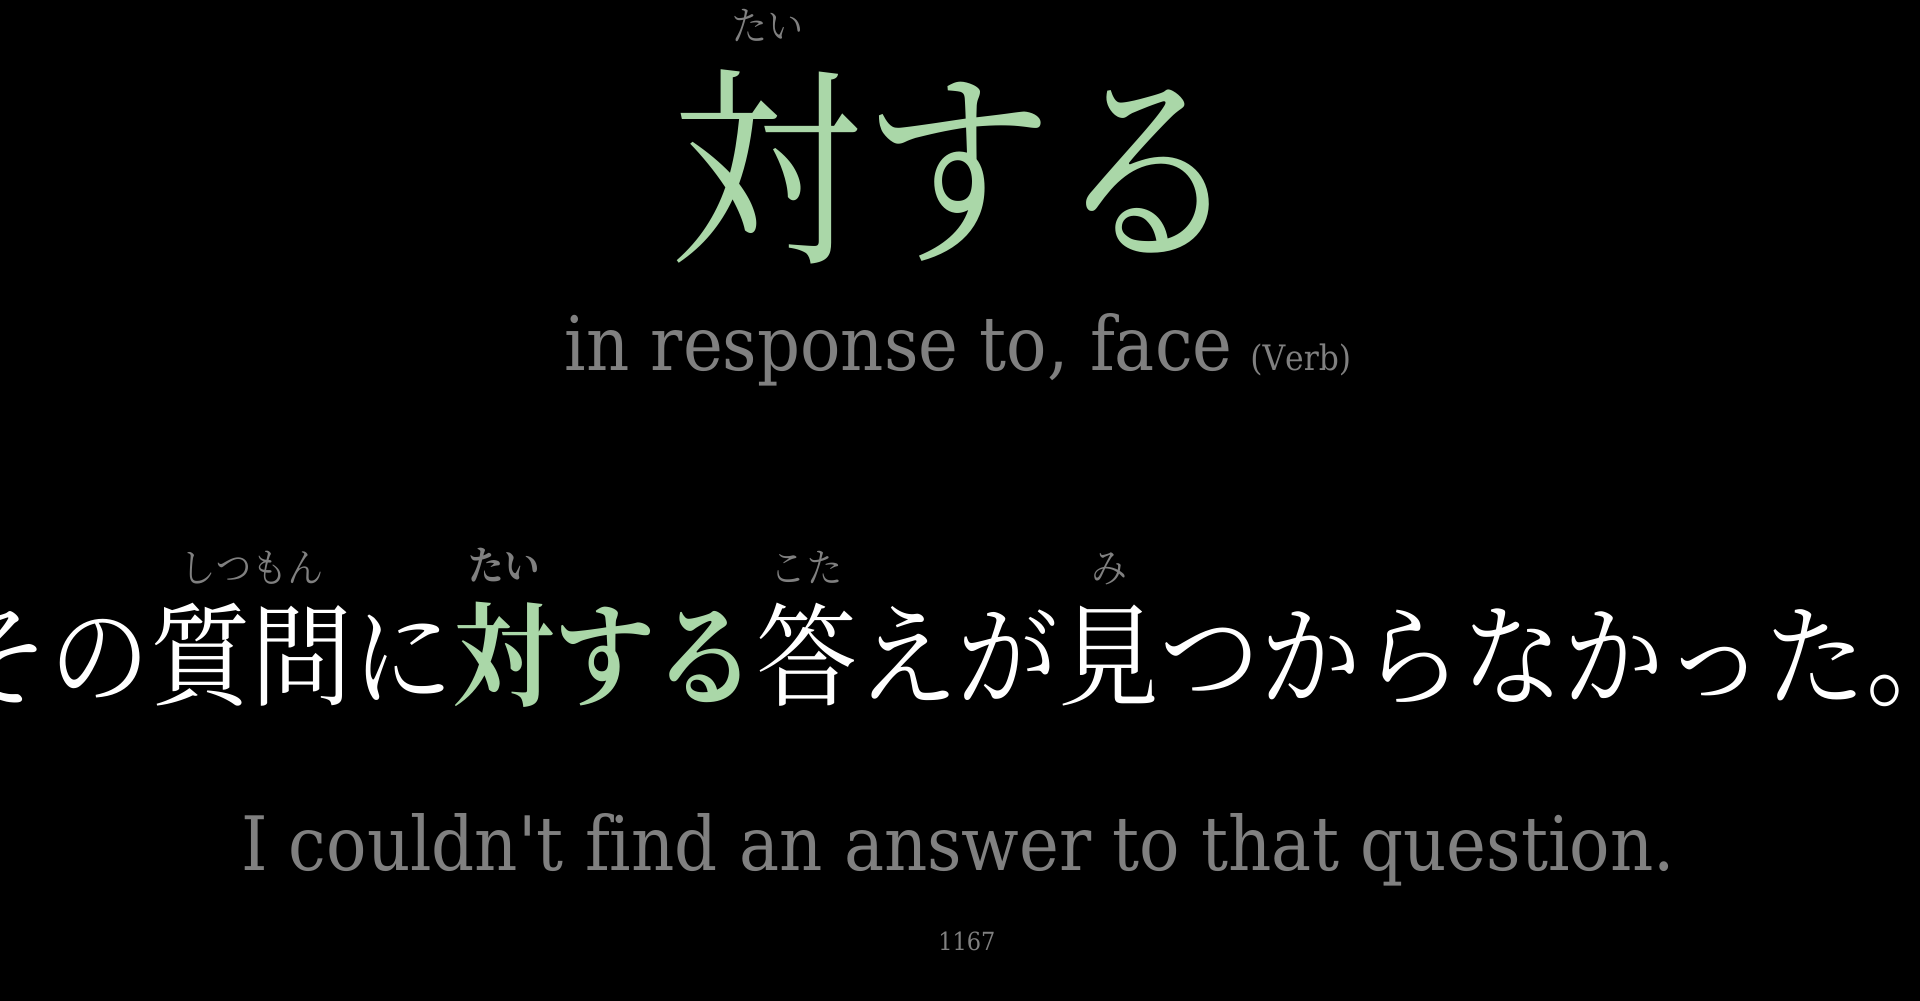 たい
対する
in response to, face (Verb)
しつもん たい こた み
その質問に対する答えが見つからなかった。
I couldn't find an answer to that question.
1167